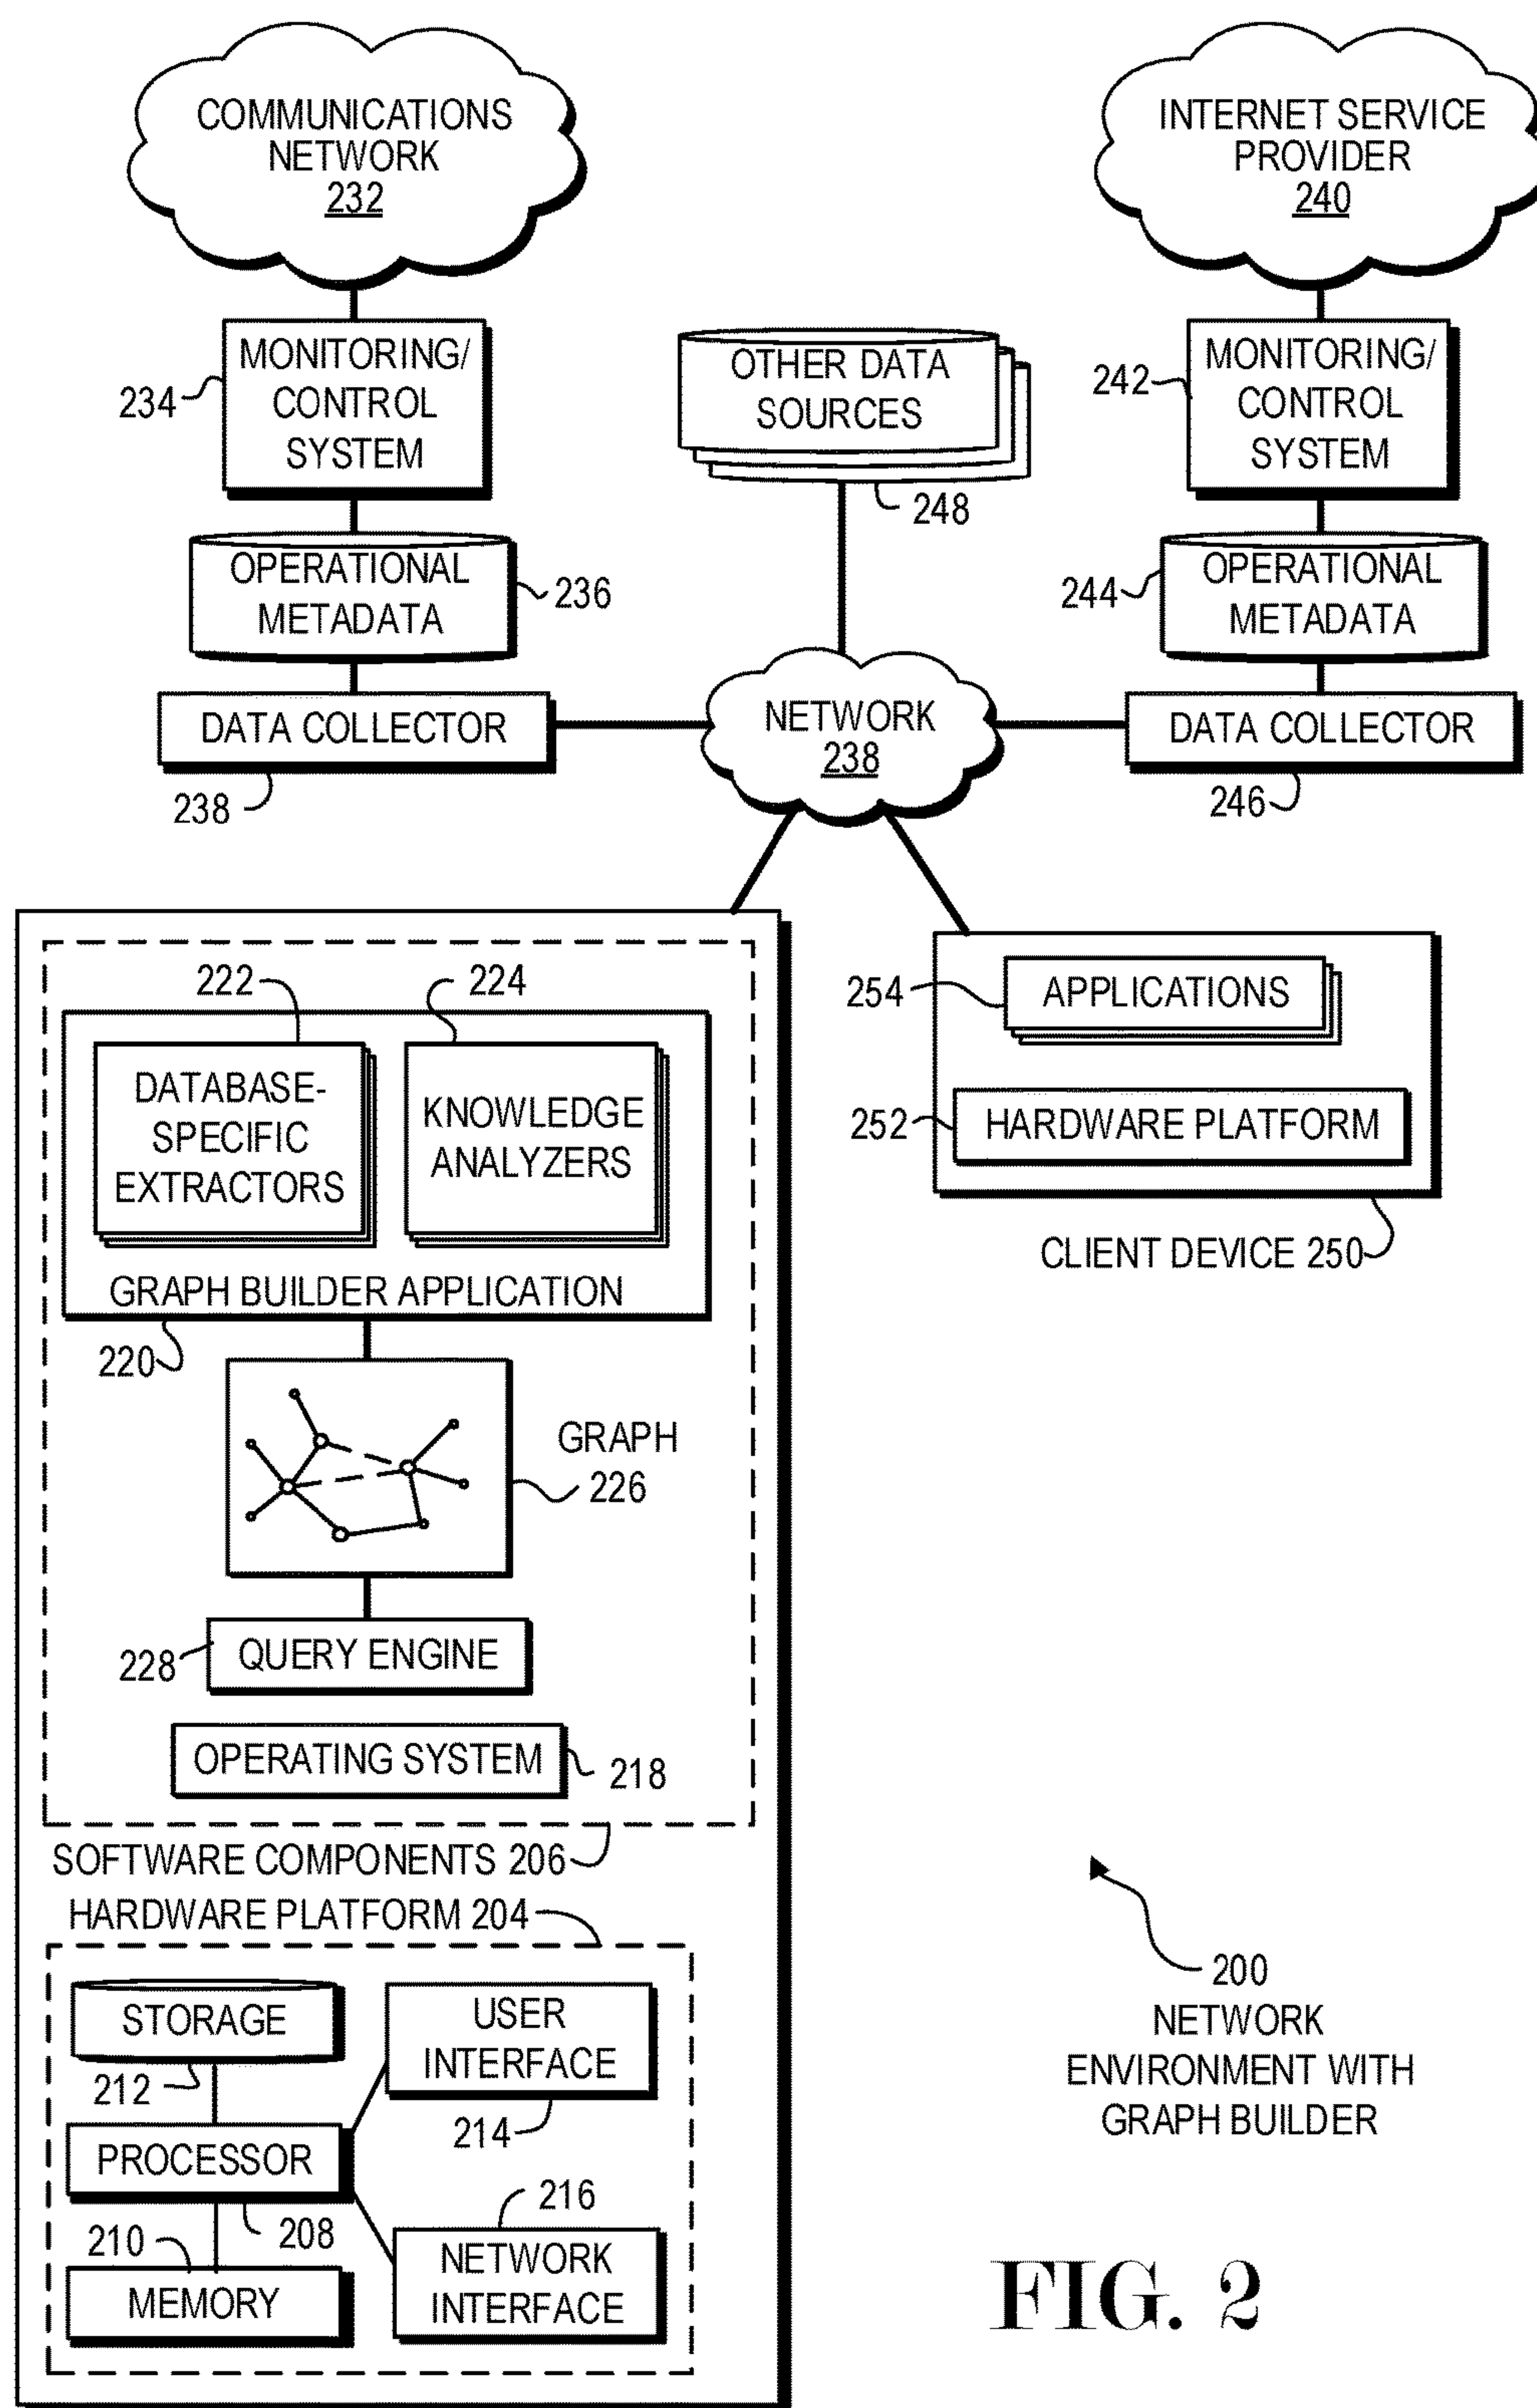 COMMUNICATIONS
NETWORK
232
INTERNET SERVICE
PROVIDER
240
MONITORING/
CONTROL
SYSTEM
234
OTHER DATA
SOURCES
248
MONITORING/
CONTROL
SYSTEM
242
OPERATIONAL
METADATA
236
OPERATIONAL
METADATA
244
DATA COLLECTOR
238
NETWORK
238
DATA COLLECTOR
246
222
224
DATABASE-
SPECIFIC
EXTRACTORS
KNOWLEDGE
ANALYZERS
GRAPH BUILDER APPLICATION
220
254
APPLICATIONS
252
HARDWARE PLATFORM
CLIENT DEVICE 250
GRAPH
226
228
QUERY ENGINE
OPERATING SYSTEM
218
SOFTWARE COMPONENTS 206
HARDWARE PLATFORM 204
STORAGE
212
USER
INTERFACE
214
PROCESSOR
208
216
210
MEMORY
NETWORK
INTERFACE
200
NETWORK
ENVIRONMENT WITH
GRAPH BUILDER
FIG. 2